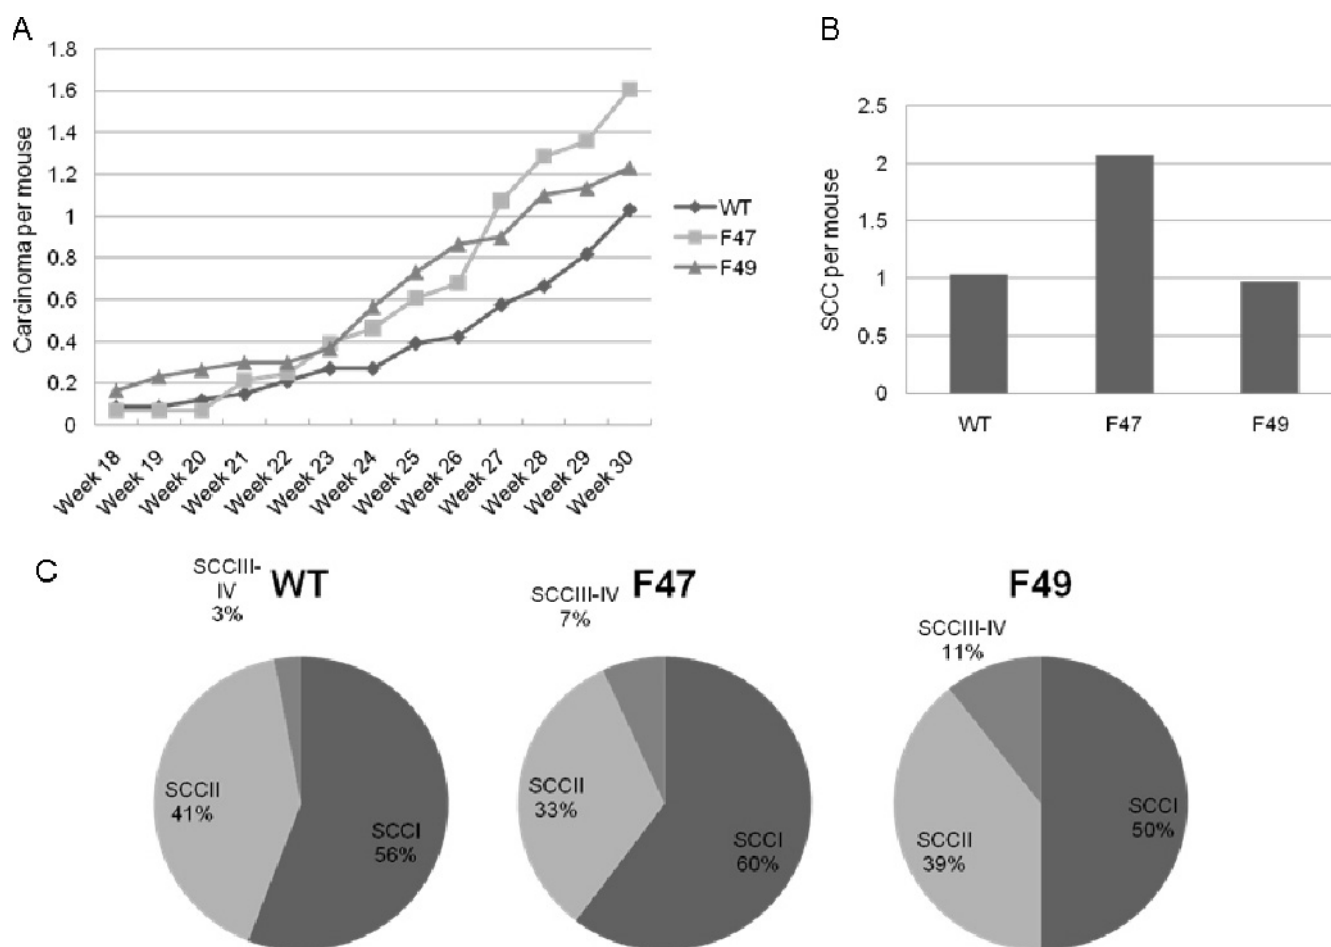 A
1.8
1.6
1.4
1.2
1
0.8
0.6
0.4
0.2
0
Carcinoma per mouse
Week 18
Week 19
Week 20
Week 21
Week 22
Week 23
Week 24
Week 25
Week 26
Week 27
Week 28
Week 29
Week 30
WT
F47
F49
B
2.5
2
1.5
1
0.5
0
SCC per mouse
WT
F47
F49
C
WT
SCCIII-
IV
3%
SCCII
41%
SCCI
56%
F47
SCCIII-IV
7%
SCCII
33%
SCCI
60%
F49
SCCIII-IV
11%
SCCII
39%
SCCI
50%